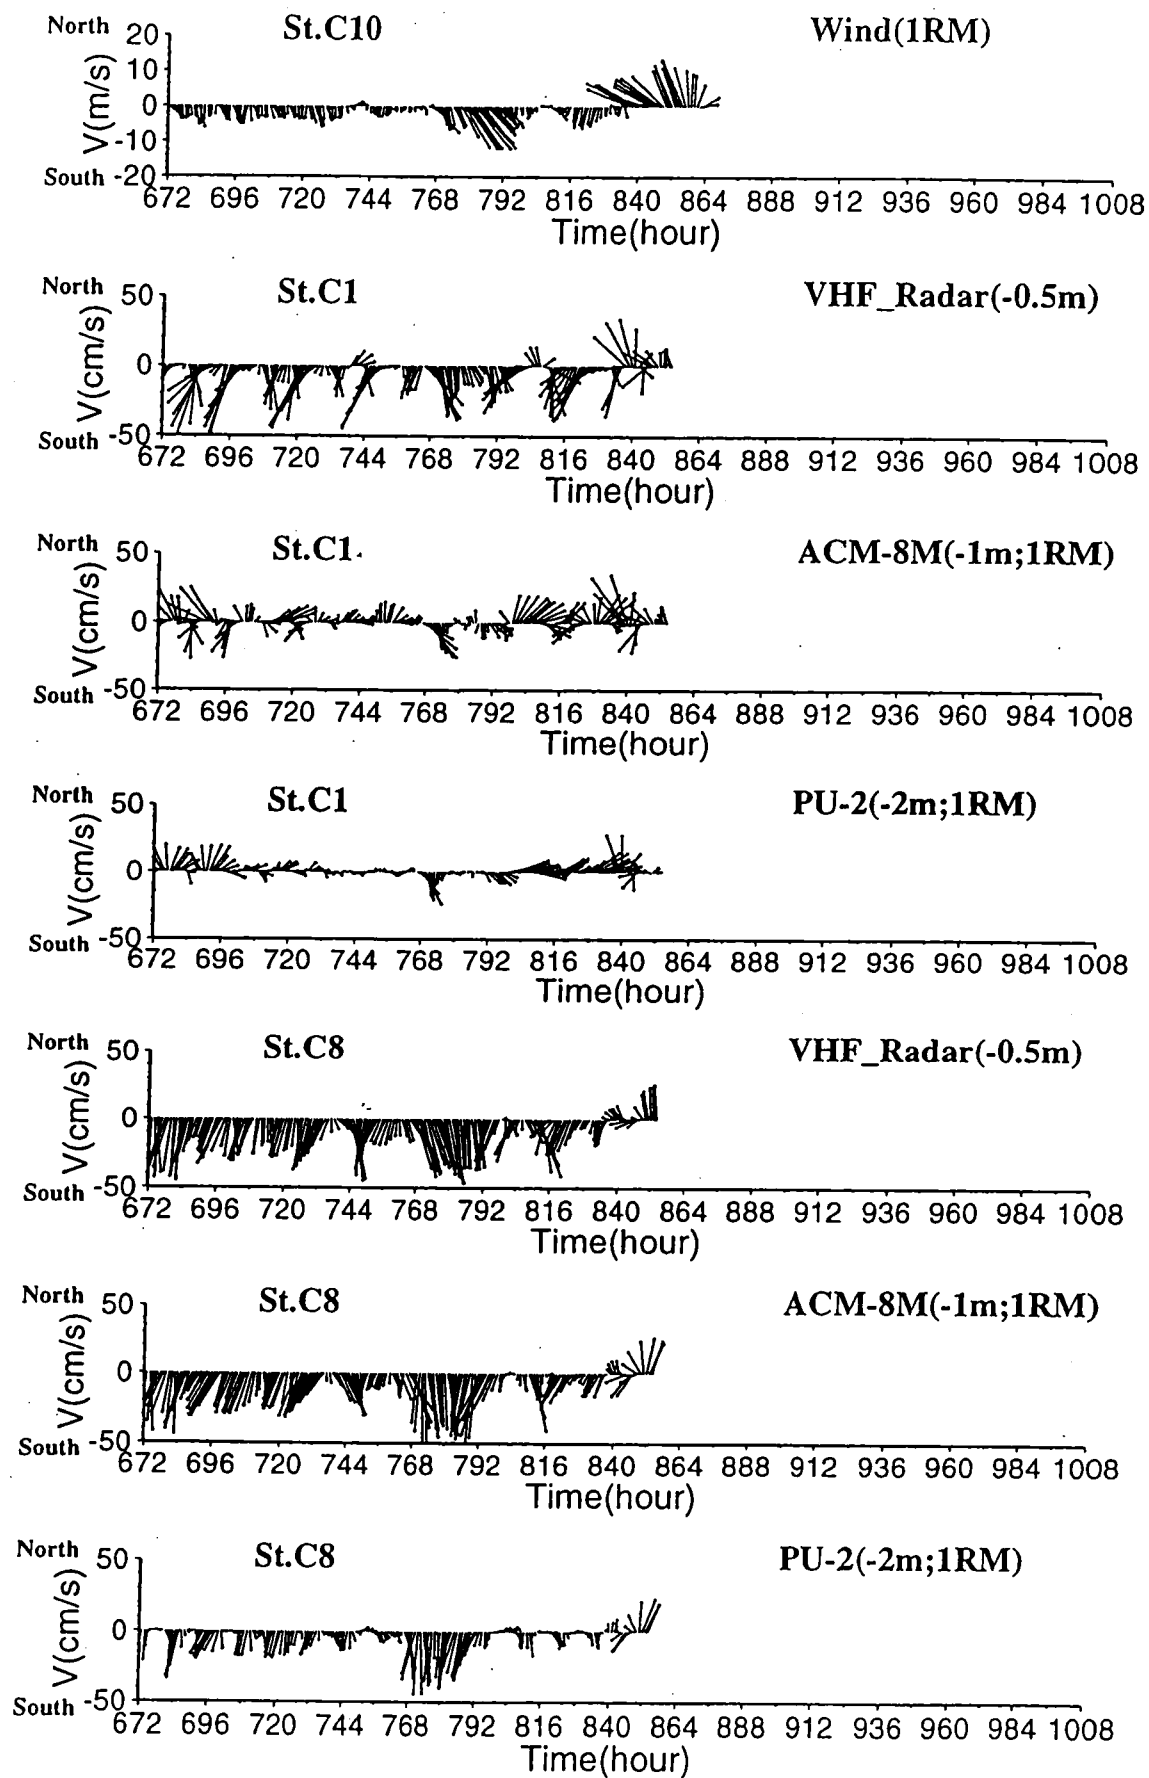 St.C10 Wind(1RM)
North 20
10
0
-10
South -20
V(m/s)
672 696 720 744 768 792 816 840 864 888 912 936 960 984 1008
Time(hour)
St.C1 VHF_Radar(-0.5m)
North 50
0
South -50
V(cm/s)
672 696 720 744 768 792 816 840 864 888 912 936 960 984 1008
Time(hour)
St.C1 ACM-8M(-1m;1RM)
North 50
0
South -50
V(cm/s)
672 696 720 744 768 792 816 840 864 888 912 936 960 984 1008
Time(hour)
St.C1 PU-2(-2m;1RM)
North 50
0
South -50
V(cm/s)
672 696 720 744 768 792 816 840 864 888 912 936 960 984 1008
Time(hour)
St.C8 VHF_Radar(-0.5m)
North 50
0
South -50
V(cm/s)
672 696 720 744 768 792 816 840 864 888 912 936 960 984 1008
Time(hour)
St.C8 ACM-8M(-1m;1RM)
North 50
0
South -50
V(cm/s)
672 696 720 744 768 792 816 840 864 888 912 936 960 984 1008
Time(hour)
St.C8 PU-2(-2m;1RM)
North 50
0
South -50
V(cm/s)
672 696 720 744 768 792 816 840 864 888 912 936 960 984 1008
Time(hour)